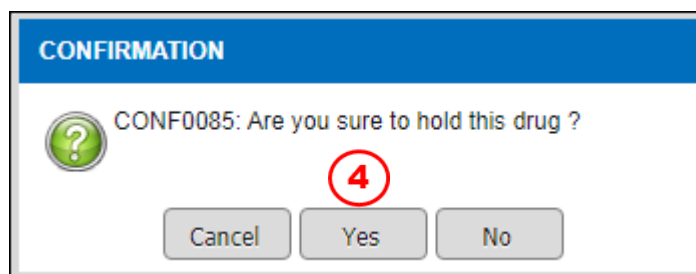 CONFIRMATION
CONF0085: Are you sure to hold this drug ?
4
Cancel Yes No